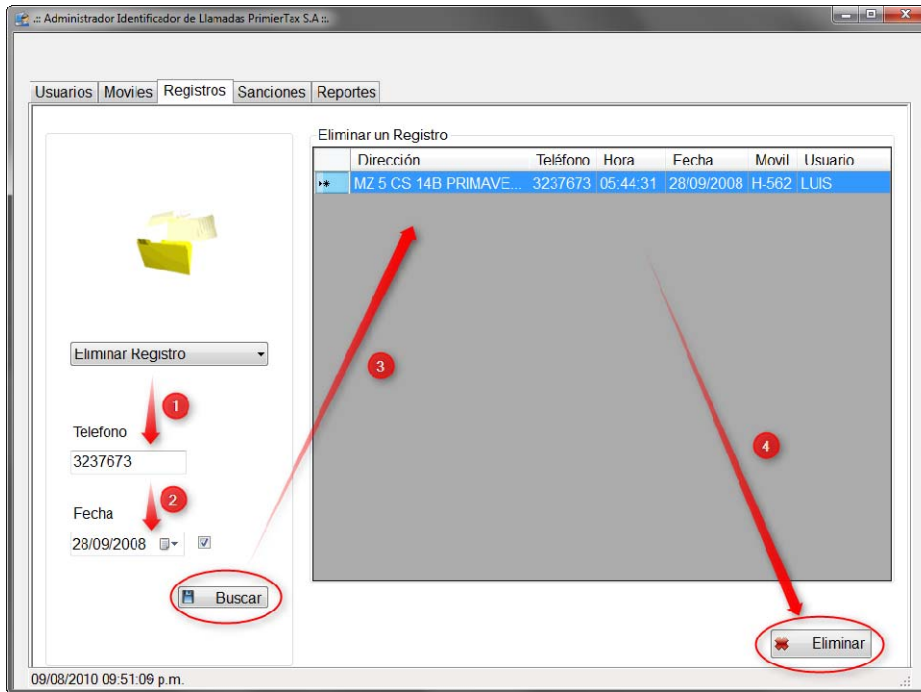 .:: Administrador Identificador de Llamadas PrimierTax S.A ::.
Usuarios Moviles Registros Sanciones Reportes
Eliminar un Registro
Dirección Teléfono Hora Fecha Movil Usuario
MZ 5 CS 14B PRIMAVE... 3237673 05:44:31 28/09/2008 H-562 LUIS
Eliminar Registro
3
1
Telefono
4
3237673
2
Fecha
28/09/2008
Buscar
Eliminar
09/08/2010 09:51:09 p.m.